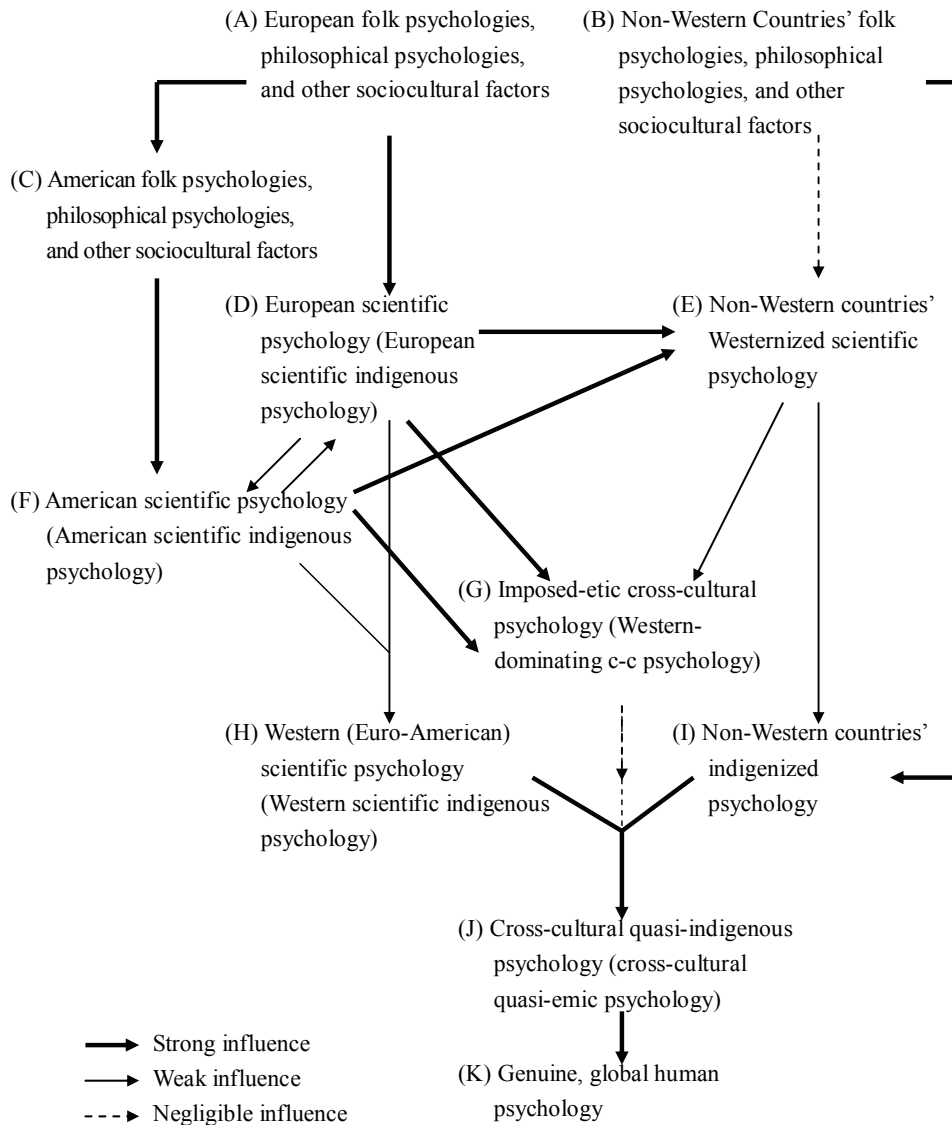 (A) European folk psychologies,
philosophical psychologies,
and other sociocultural factors
(B) Non-Western Countries’ folk
psychologies, philosophical
psychologies, and other
sociocultural factors
(C) American folk psychologies,
philosophical psychologies,
and other sociocultural factors
(D) European scientific
psychology (European
scientific indigenous
psychology)
(E) Non-Western countries’
Westernized scientific
psychology
(F) American scientific psychology
(American scientific indigenous
psychology)
(G) Imposed-etic cross-cultural
psychology (Western-
dominating c-c psychology)
(H) Western (Euro-American)
scientific psychology
(Western scientific indigenous
psychology)
(I) Non-Western countries’
indigenized
psychology
(J) Cross-cultural quasi-indigenous
psychology (cross-cultural
quasi-emic psychology)
(K) Genuine, global human
psychology
Strong influence
Weak influence
Negligible influence